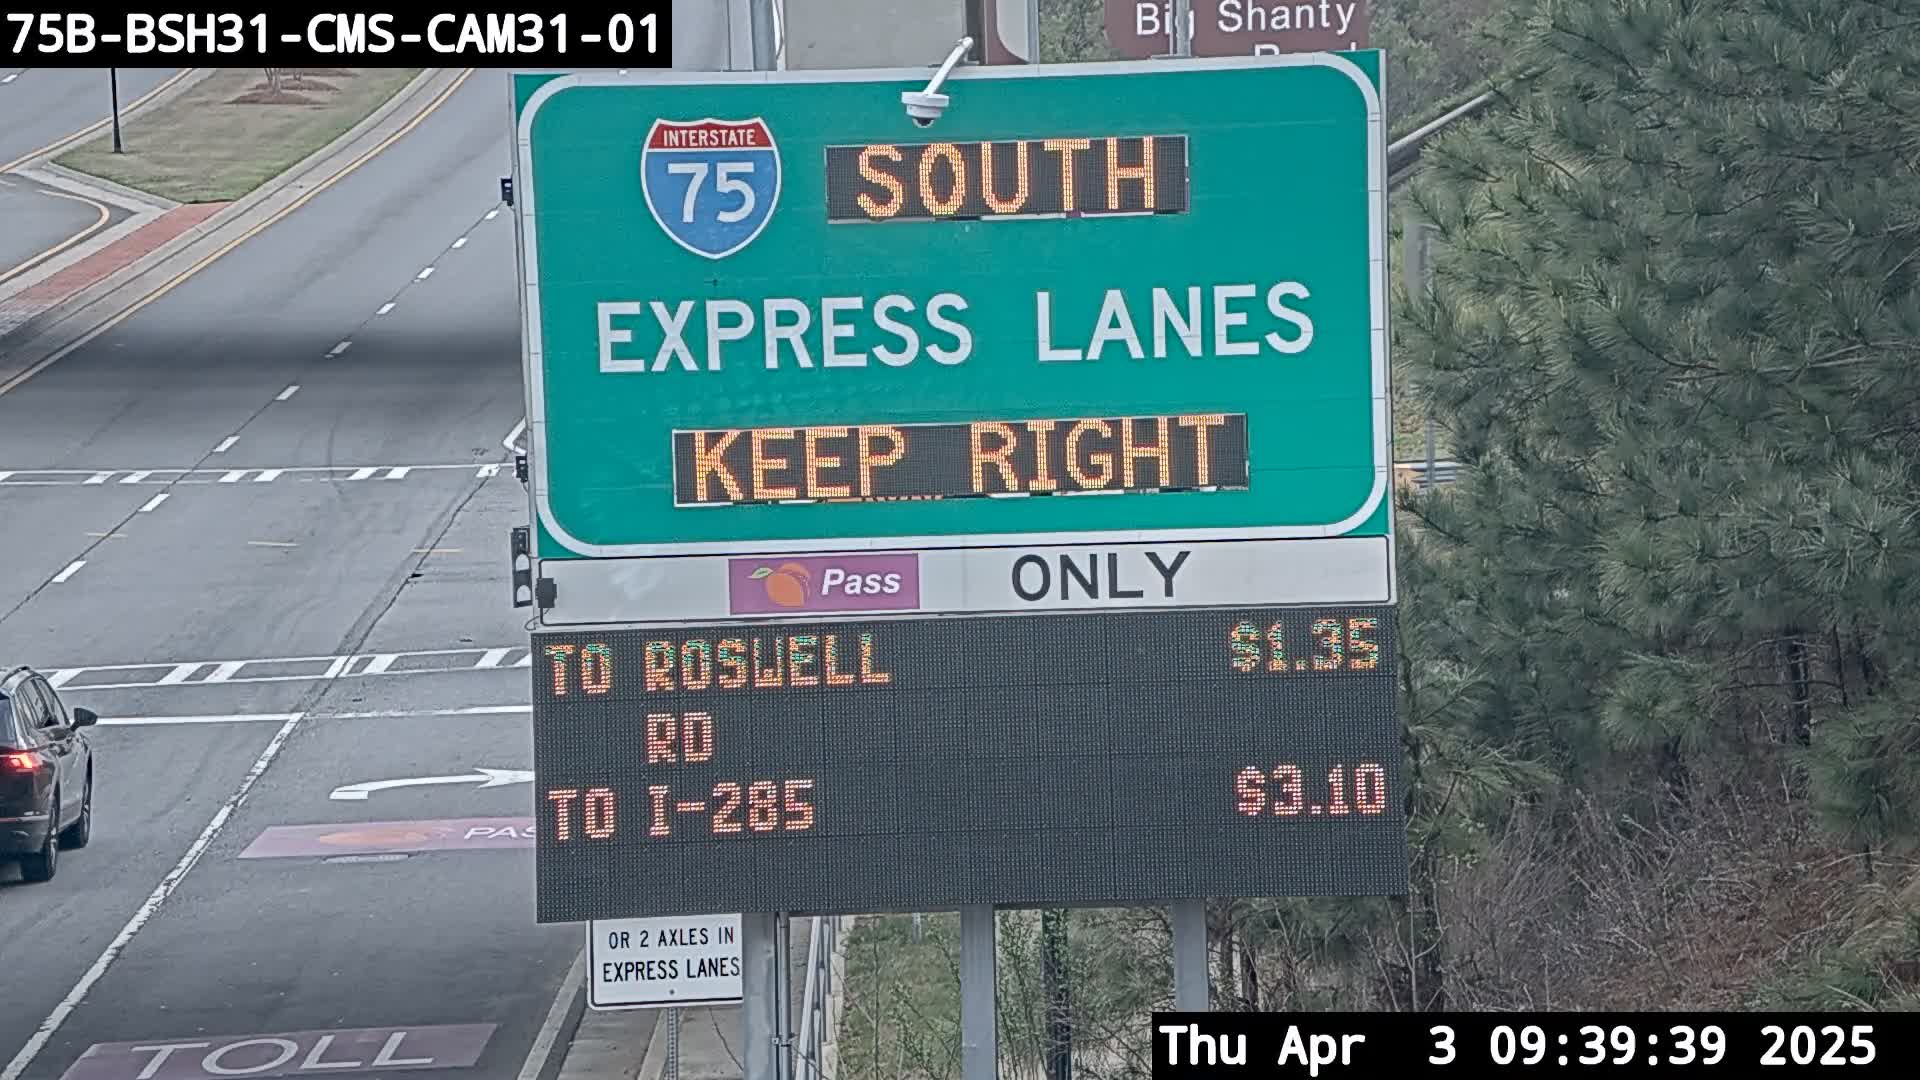 75B-BSH31-CMS-CAM31-01
Big Shanty
INTERSTATE
75
SOUTH
EXPRESS LANES
KEEP RIGHT
Pass
ONLY
TO ROSWELL $1.35
RD
TO I-285 $3.10
PAS
OR 2 AXLES IN
EXPRESS LANES
TOLL
Thu Apr 3 09:39:39 2025